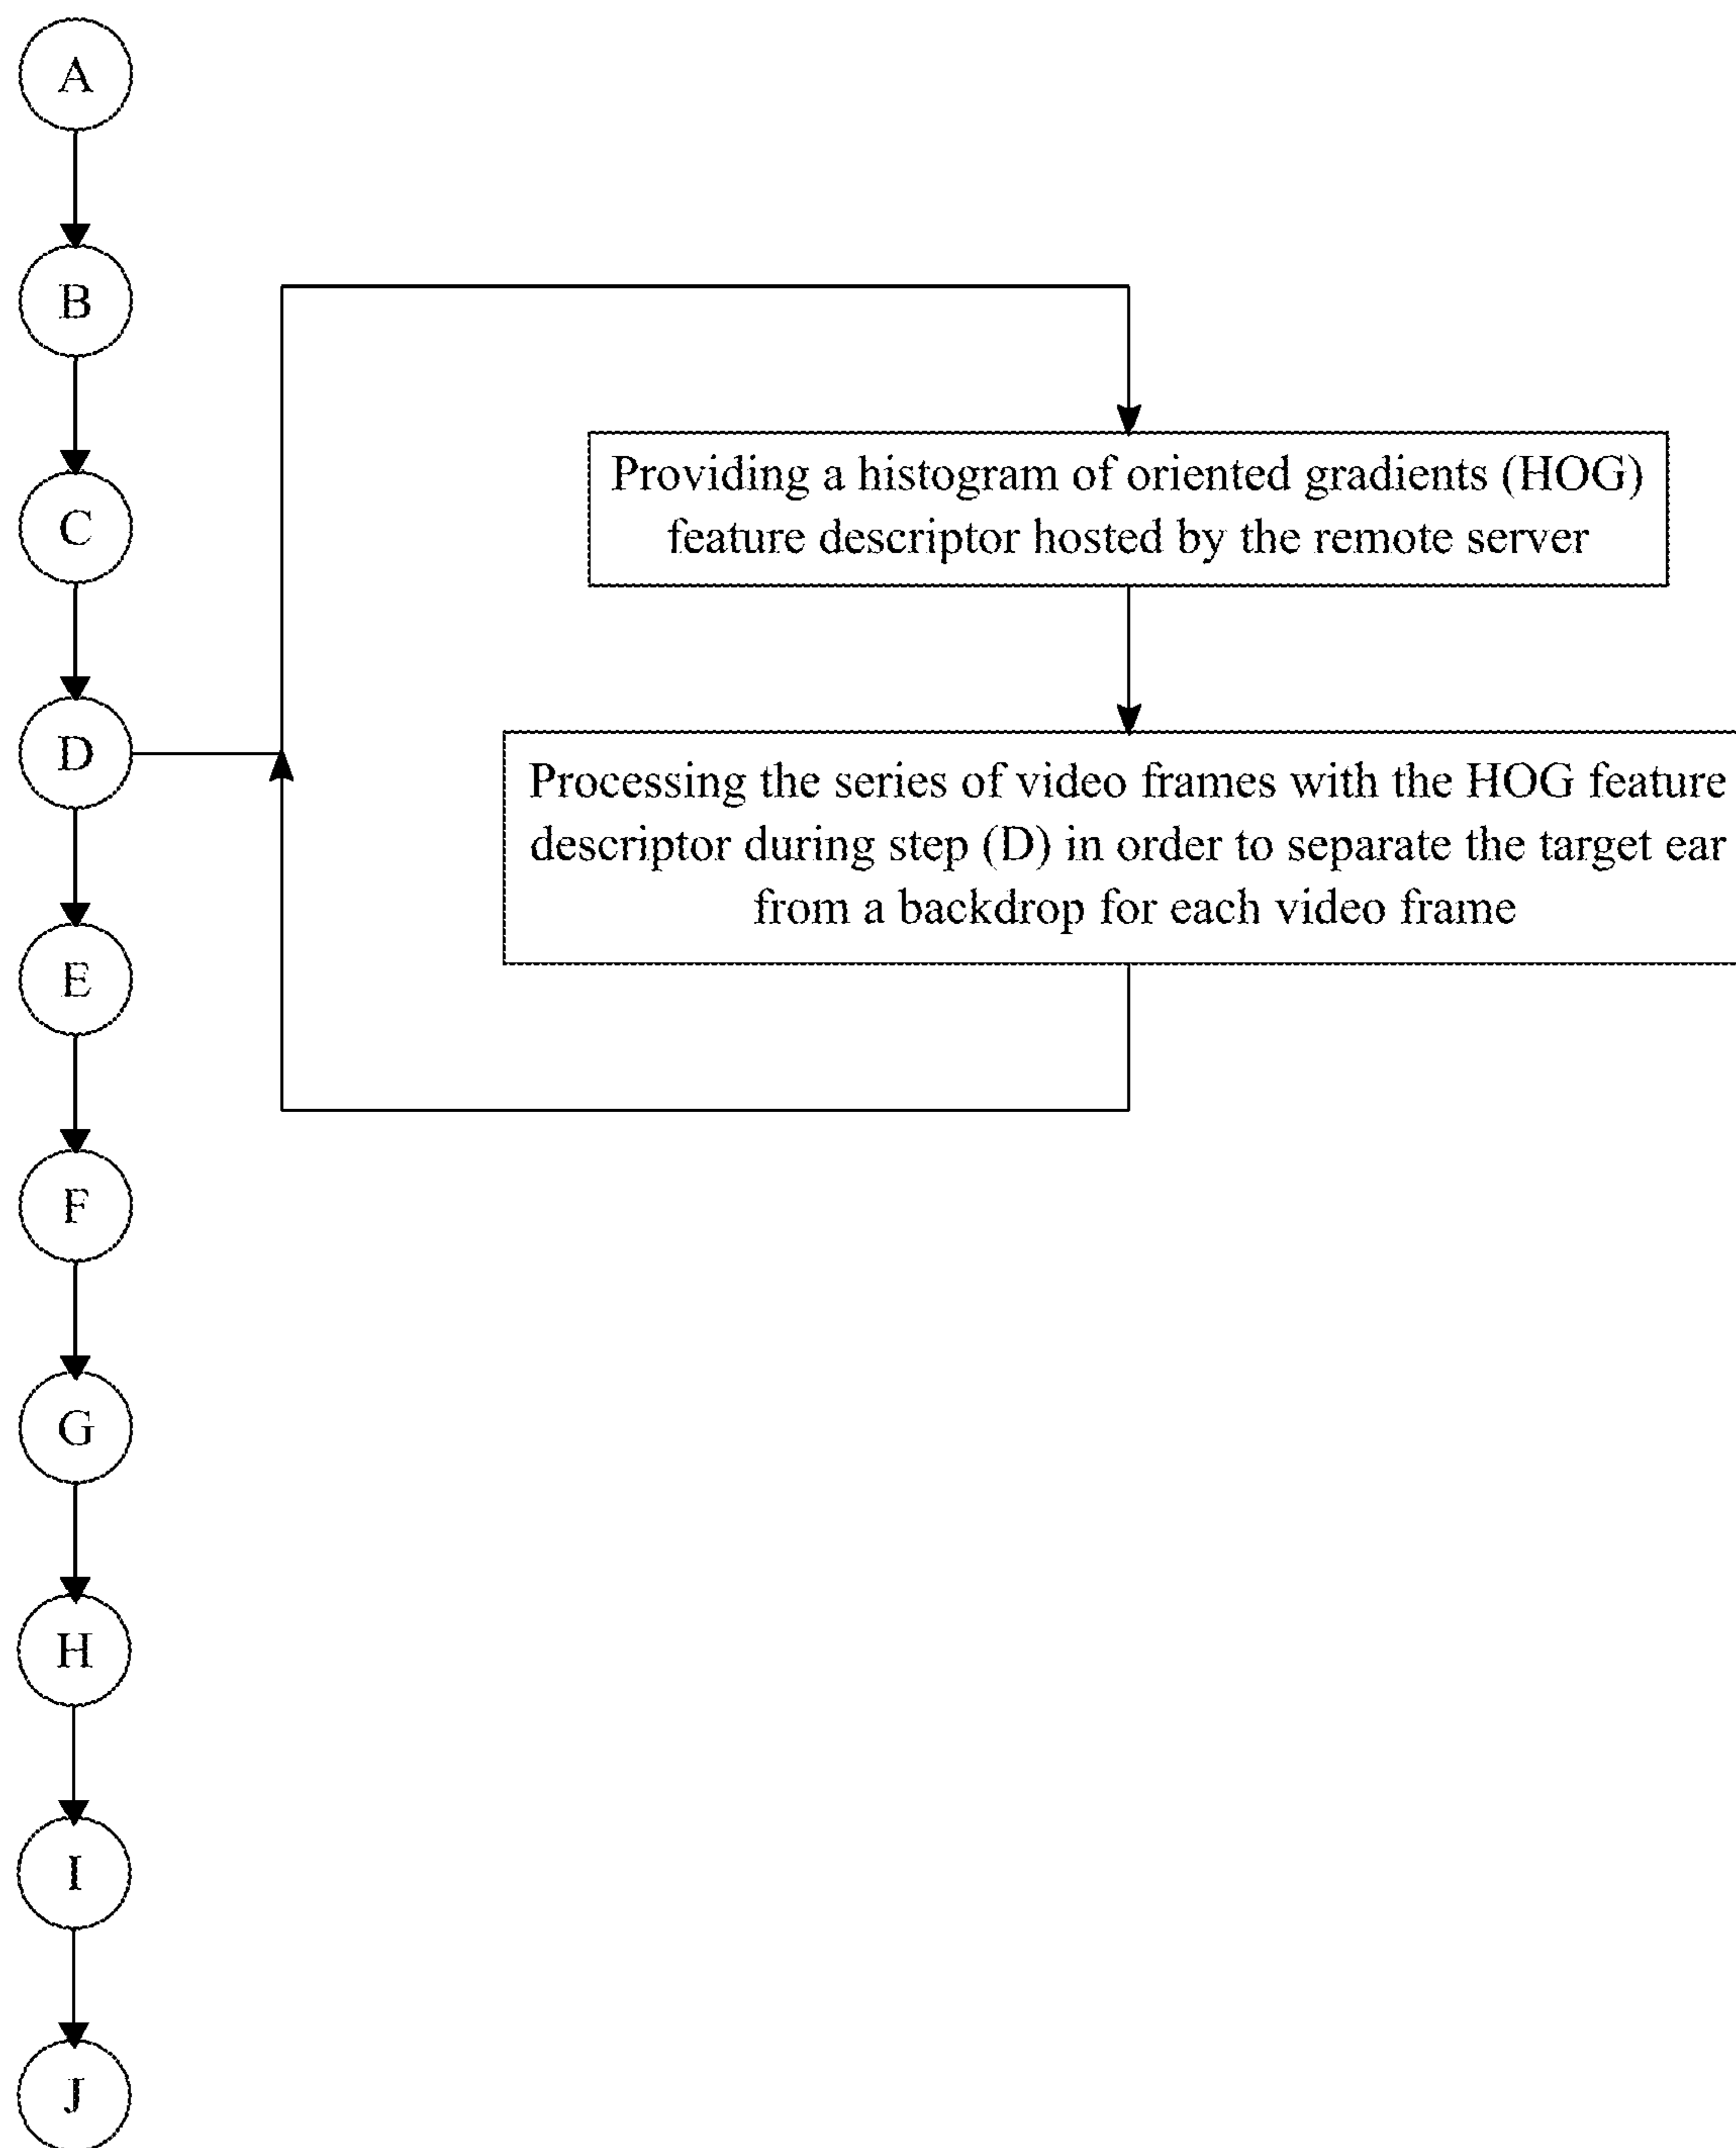 A
B
C
Providing a histogram of oriented gradients (HOG)
feature descriptor hosted by the remote server
D
Processing the series of video frames with the HOG feature
descriptor during step (D) in order to separate the target ear
from a backdrop for each video frame
E
F
G
H
I
J